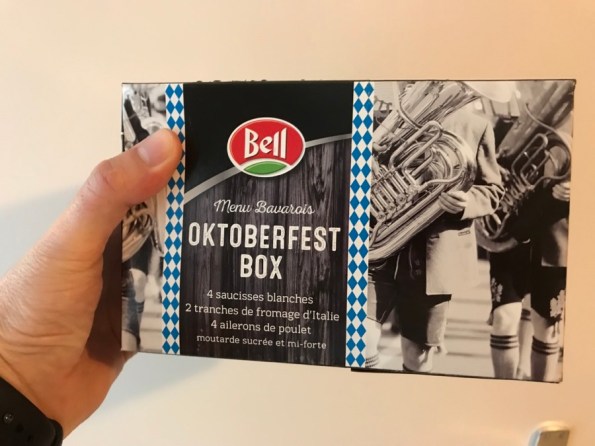 Bell
Menu Bavarois
OKTOBERFEST
BOX
4 saucisses blanches
2 tranches de fromage d'Italie
4 ailerons de poulet
moutarde sucrée et mi-forte